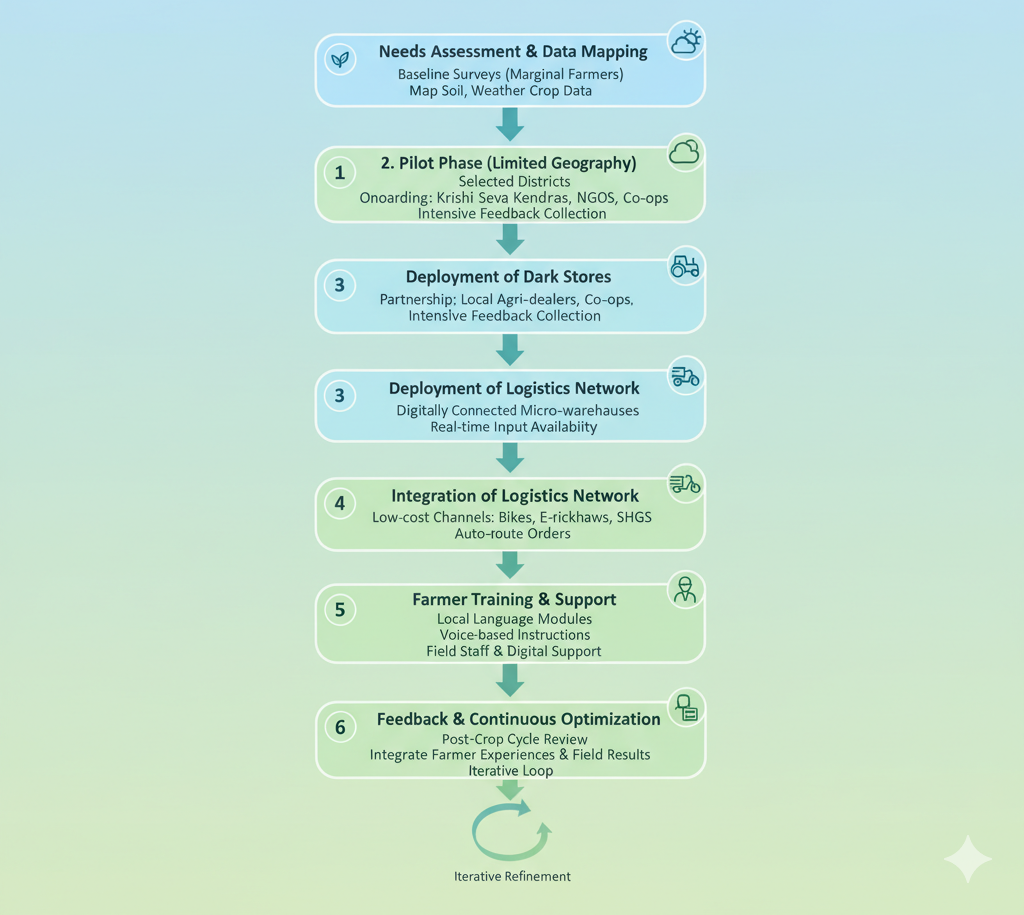 Needs Assessment & Data Mapping
Baseline Surveys (Marginal Farmers)
Map Soil, Weather Crop Data
1
2. Pilot Phase (Limited Geography)
Selected Districts
Onoarding: Krishi Seva Kendras, NGOS, Co-ops
Intensive Feedback Collection
3
Deployment of Dark Stores
Partnership: Local Agri-dealers, Co-ops.
Intensive Feedback Collection
3
Deployment of Logistics Network
Digitally Connected Micro-warehauses
Real-time Input Availabiity
4
Integration of Logistics Network
Low-cost Channels: Bikes, E-rickhaws, SHGS
Auto-route Orders
5
Farmer Training & Support
Local Language Modules
Voice-based Instructions
Field Staff & Digital Support
6
Feedback & Continuous Optimization
Post-Crop Cycle Review
Integrate Farmer Experiences & Field Results
Iterative Loop
Iterative Refinement